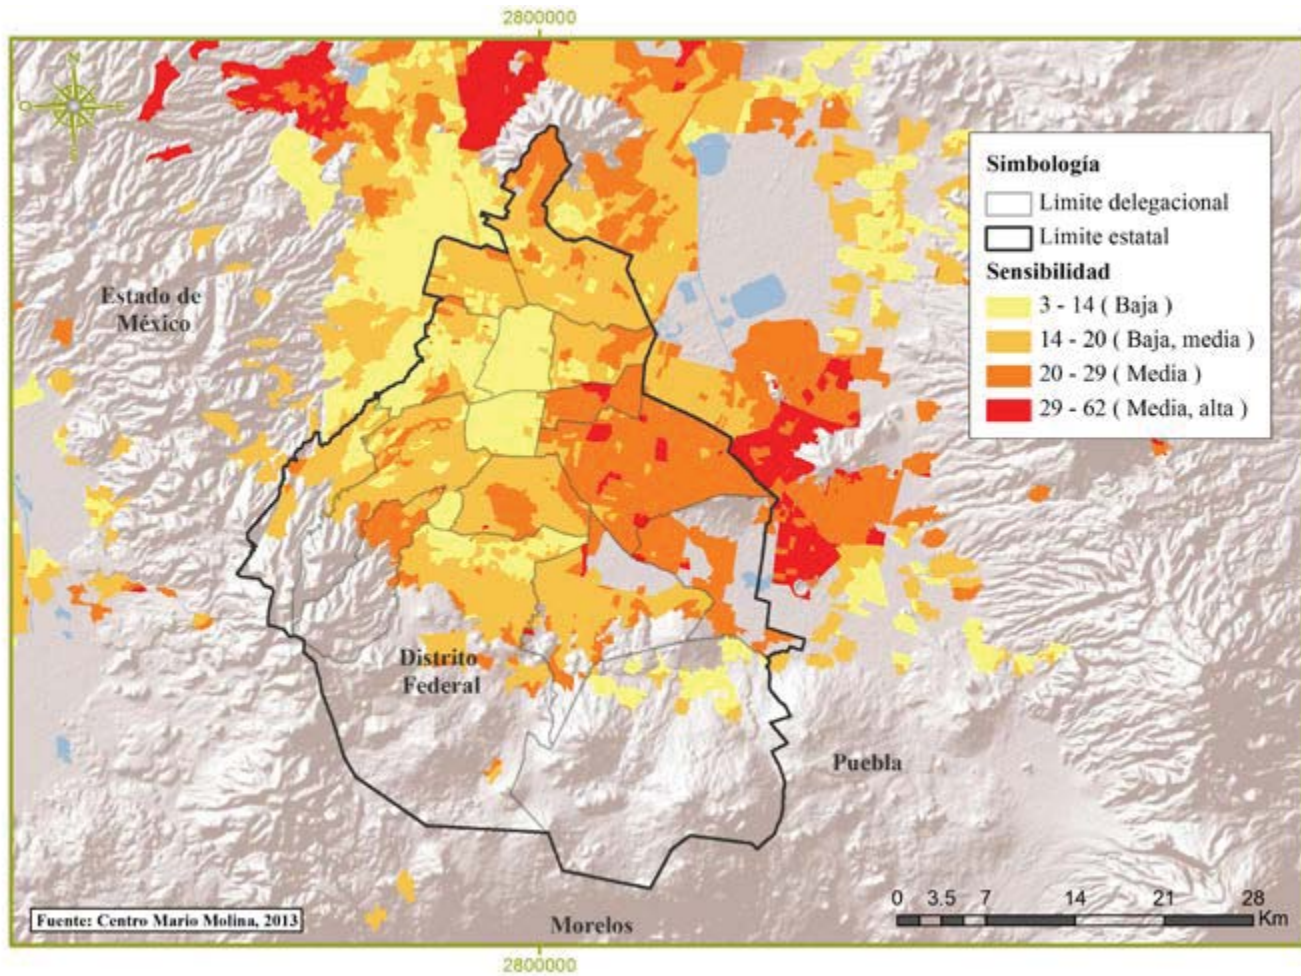 2800000
N
Simbología
Límite delegacional
Límite estatal
Sensibilidad
3 - 14 ( Baja )
14 - 20 ( Baja, media )
20 - 29 ( Media )
29 - 62 ( Media, alta )
Estado de
México
Distrito
Federal
Puebla
Morelos
0 3.5 7 14 21 28
Km
Fuente: Centro Mario Molina, 2013
2800000